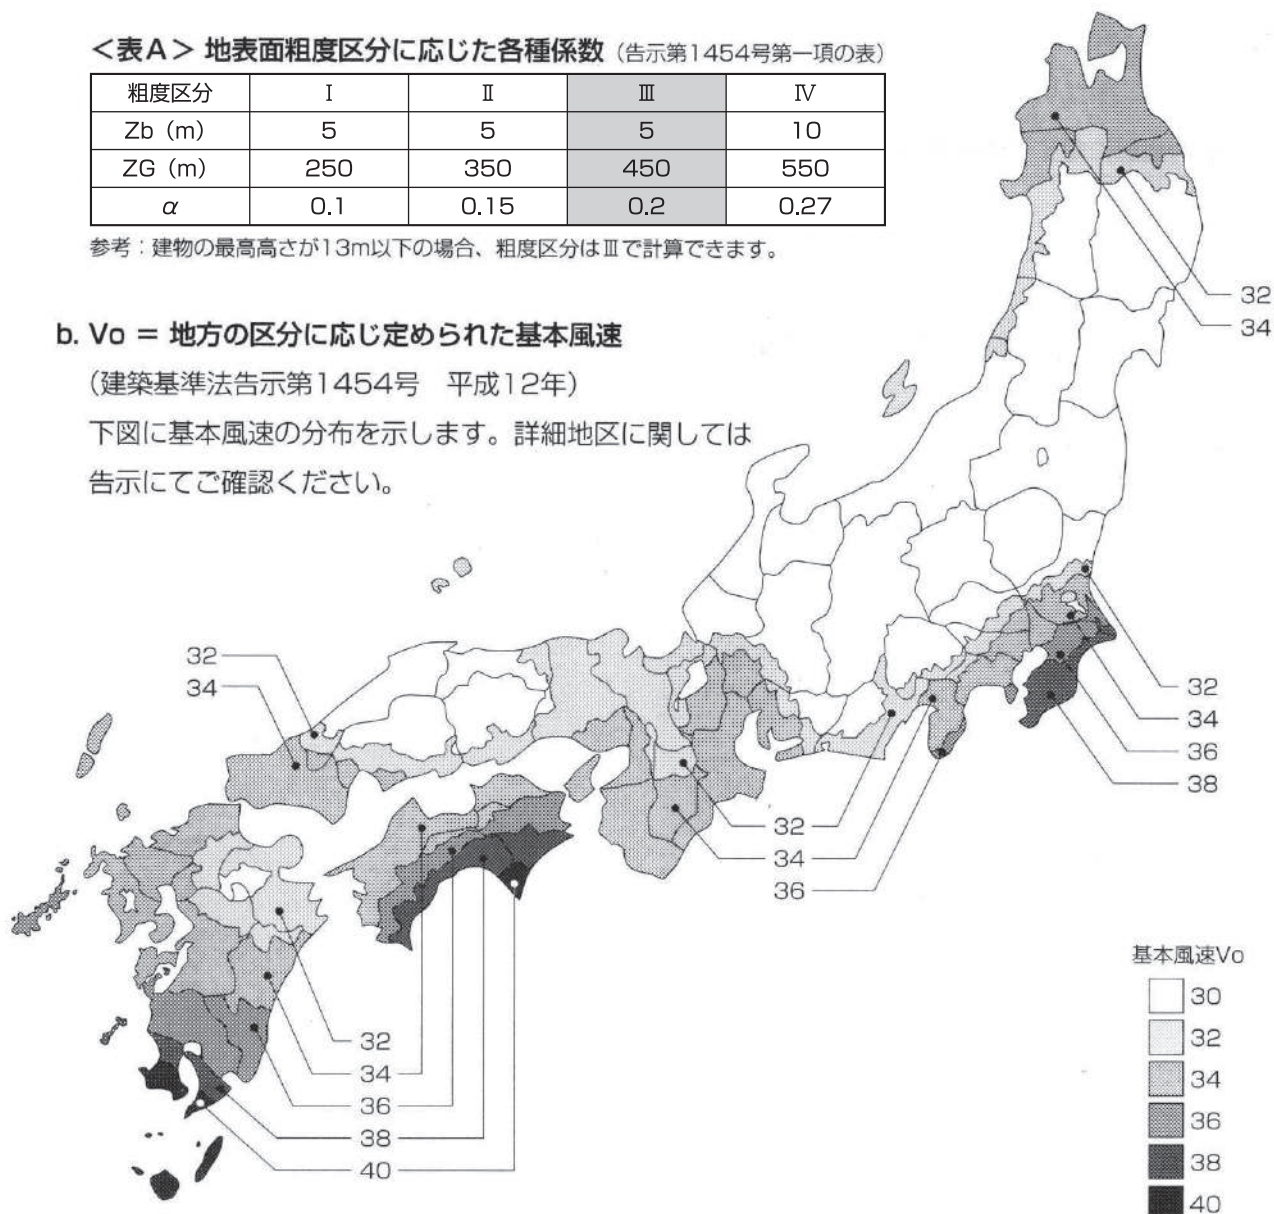 ＜表A＞ 地表面粗度区分に応じた各種係数（告示第1454号第一項の表）
粗度区分 Ⅰ Ⅱ Ⅲ Ⅳ
Zb（m） 5 5 5 10
ZG（m） 250 350 450 550
α 0.1 0.15 0.2 0.27
参考：建物の最高高さが13m以下の場合、粗度区分はⅢで計算できます。
b. Vo ＝ 地方の区分に応じ定められた基本風速
（建築基準法告示第1454号　平成12年）
下図に基本風速の分布を示します。詳細地区に関しては
告示にてご確認ください。
32
34
32
34
32
34
36
38
32
34
36
32
34
36
38
40
基本風速Vo
30
32
34
36
38
40